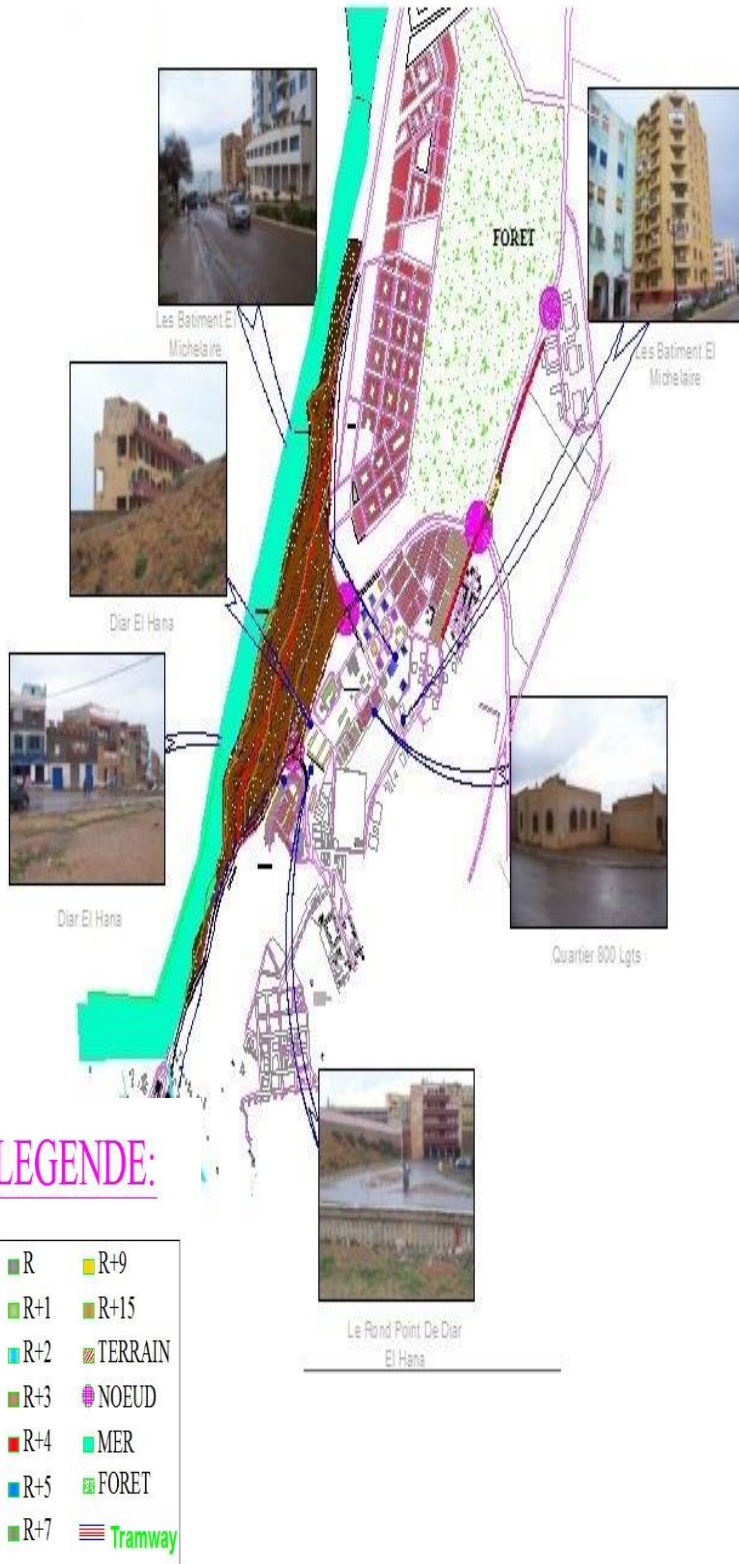 FORET
Les Batiment El
Michelaire
Les Batiment El
Michelaire
Diar El Hana
Diar El Hana
Quartier 800 Lgts
Le Rond Point De Diar
El Hana
LEGENDE:
R
R+1
R+2
R+3
R+4
R+5
R+7
R+9
R+15
TERRAIN
NOEUD
MER
FORET
Tramway